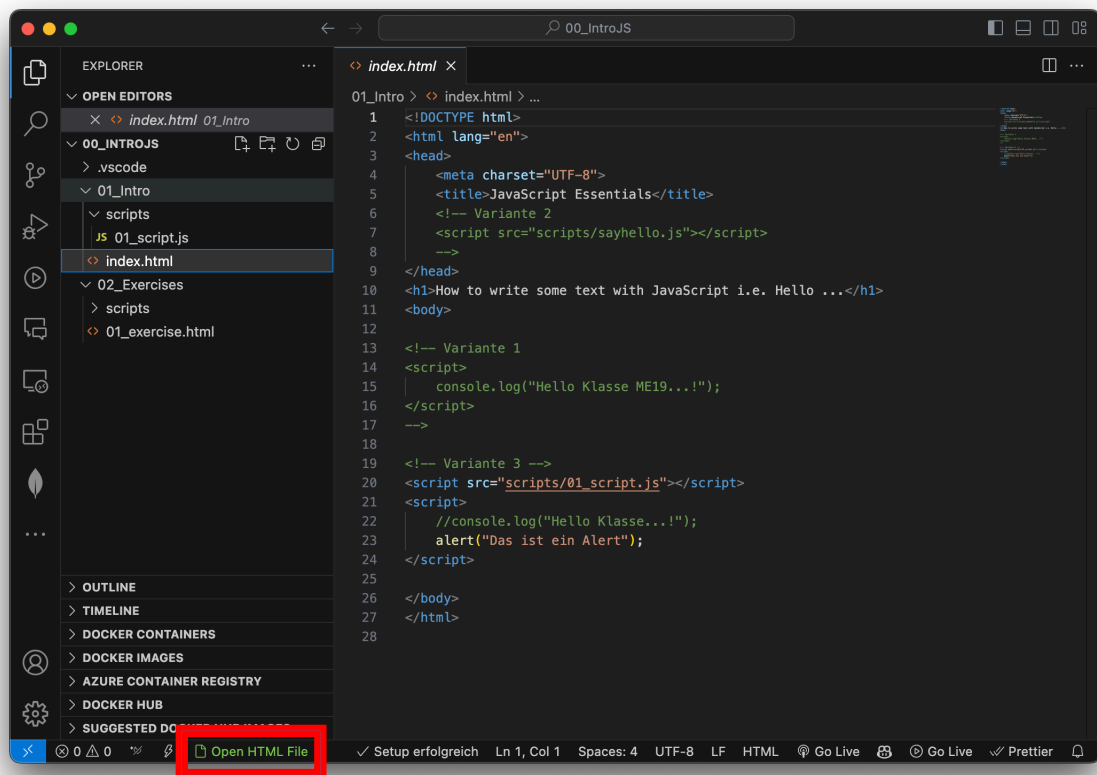 00_IntroJS
EXPLORER
OPEN EDITORS
index.html 01_Intro
00_INTROJS
.vscode
01_Intro
scripts
JS 01_script.js
index.html
02_Exercises
scripts
01_exercise.html
OUTLINE
TIMELINE
DOCKER CONTAINERS
DOCKER IMAGES
AZURE CONTAINER REGISTRY
DOCKER HUB
SUGGESTED DOCKER HUB IMAGES
index.html
01_Intro > index.html > ...
1 <!DOCTYPE html>
2 <html lang="en">
3 <head>
4 <meta charset="UTF-8">
5 <title>JavaScript Essentials</title>
6 <!-- Variante 2
7 <script src="scripts/sayhello.js"></script>
8 -->
9 </head>
10 <h1>How to write some text with JavaScript i.e. Hello ...</h1>
11 <body>
12
13 <!-- Variante 1
14 <script>
15 console.log("Hello Klasse ME19...!");
16 </script>
17 -->
18
19 <!-- Variante 3 -->
20 <script src="scripts/01_script.js"></script>
21 <script>
22 //console.log("Hello Klasse...!");
23 alert("Das ist ein Alert");
24 </script>
25
26 </body>
27 </html>
28
0 0 Open HTML File Setup erfolgreich Ln 1, Col 1 Spaces: 4 UTF-8 LF HTML Go Live Go Live Prettier